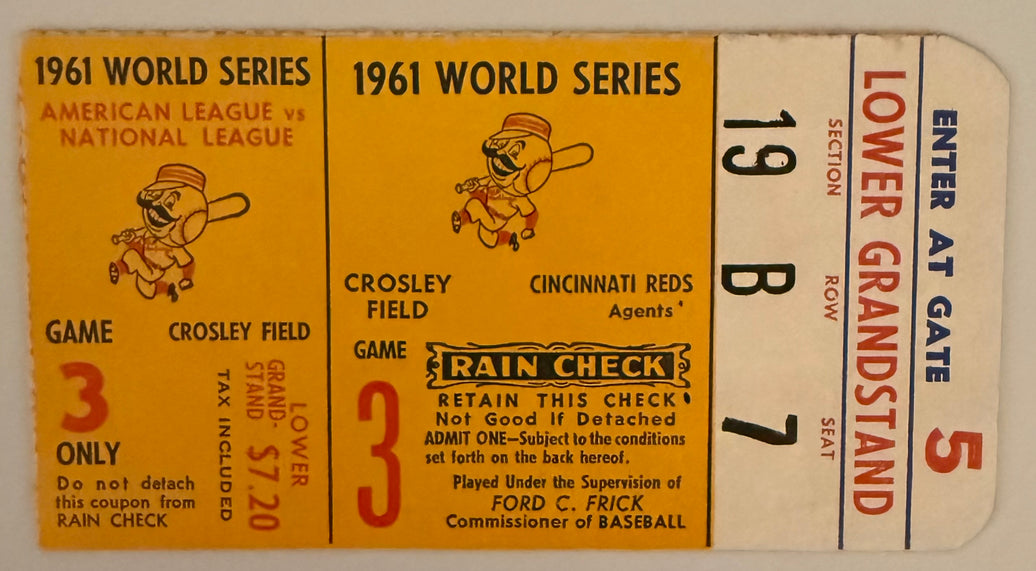 1961 WORLD SERIES
AMERICAN LEAGUE vs
NATIONAL LEAGUE
GAME
3
ONLY
CROSLEY FIELD
LOWER
GRAND-
STAND $7.20
TAX INCLUDED
Do not detach
this coupon from
RAIN CHECK
1961 WORLD SERIES
CROSLEY
FIELD
CINCINNATI REDS
Agents
GAME
3
RAIN CHECK
RETAIN THIS CHECK
Not Good If Detached
ADMIT ONE—Subject to the conditions
set forth on the back hereof.
Played Under the Supervision of
FORD C. FRICK
Commissioner of BASEBALL
ENTER AT GATE 5
LOWER GRANDSTAND
SECTION ROW SEAT
19 B 7